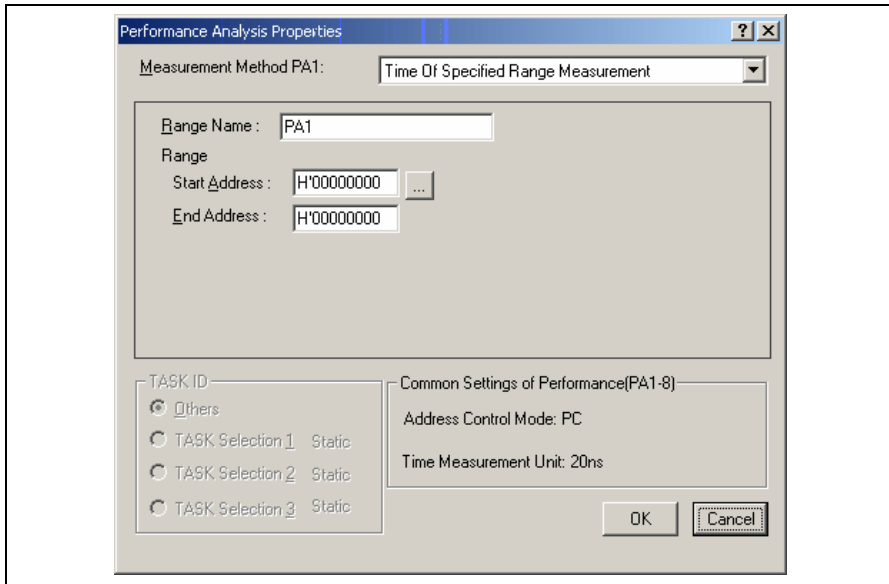 Performance Analysis Properties
Measurement Method PA1:
Time Of Specified Range Measurement
Range Name :
PA1
Range
Start Address :
H'00000000
...
End Address :
H'00000000
TASK ID
Others
TASK Selection 1 Static
TASK Selection 2 Static
TASK Selection 3 Static
Common Settings of Performance(PA1-8)
Address Control Mode: PC
Time Measurement Unit: 20ns
OK
Cancel